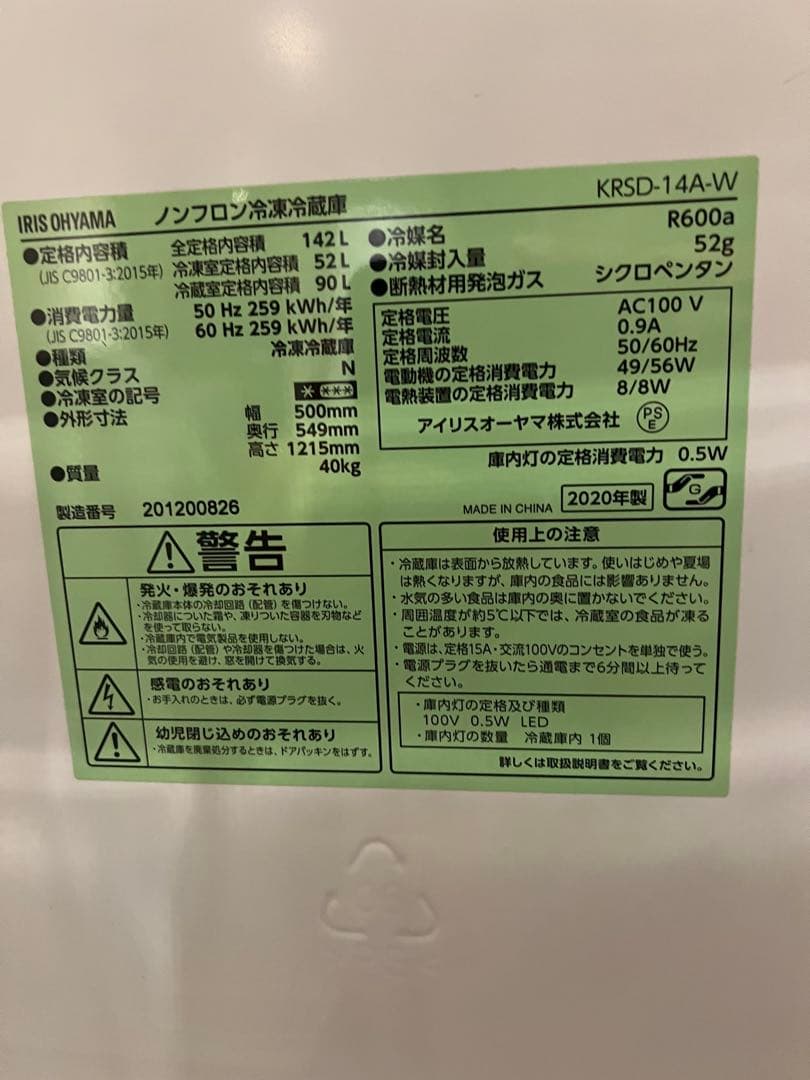 IRIS OHYAMA ノンフロン冷凍冷蔵庫 KRSD-14A-W
●定格内容積 全定格内容積 142 L
(JIS C9801-3:2015年) 冷凍室定格内容積 52 L
冷蔵室定格内容積 90 L
●消費電力量 50 Hz 259 kWh/年
(JIS C9801-3:2015年) 60 Hz 259 kWh/年
●種類 冷凍冷蔵庫
●気候クラス N
●冷凍室の記号 * ***
●外形寸法 幅 500mm
奥行 549mm
高さ 1215mm
●質量 40kg
製造番号 201200826
●冷媒名 R600a
●冷媒封入量 52g
●断熱材用発泡ガス シクロペンタン
定格電圧 AC100 V
定格電流 0.9A
定格周波数 50/60Hz
電動機の定格消費電力 49/56W
電熱装置の定格消費電力 8/8W
アイリスオーヤマ株式会社 PSE
庫内灯の定格消費電力 0.5W
MADE IN CHINA 2020年製 G
警告
発火・爆発のおそれあり
・冷蔵庫本体の冷却回路(配管)を傷つけない。
・冷却器についた霜や、凍りついた容器を刃物など
を使って取らない。
・冷蔵庫内で電気製品を使用しない。
・冷却回路(配管)や冷却器を傷つけた場合は、火
気の使用を避け、窓を開けて換気する。
感電のおそれあり
・お手入れのときは、必ず電源プラグを抜く。
幼児閉じ込めのおそれあり
・冷蔵庫を廃棄処分するときは、ドアパッキンをはずす。
使用上の注意
・冷蔵庫は表面から放熱しています。使いはじめや夏場
は熱くなりますが、庫内の食品には影響ありません。
・水気の多い食品は庫内の奥に置かないでください。
・周囲温度が約5℃以下では、冷蔵室の食品が凍る
ことがあります。
・電源は、定格15A・交流100Vのコンセントを単独で使う。
・電源プラグを抜いたら通電まで6分間以上待って
ください。
・庫内灯の定格及び種類
100V 0.5W LED
・庫内灯の数量 冷蔵庫内 1個
詳しくは取扱説明書をご覧ください。